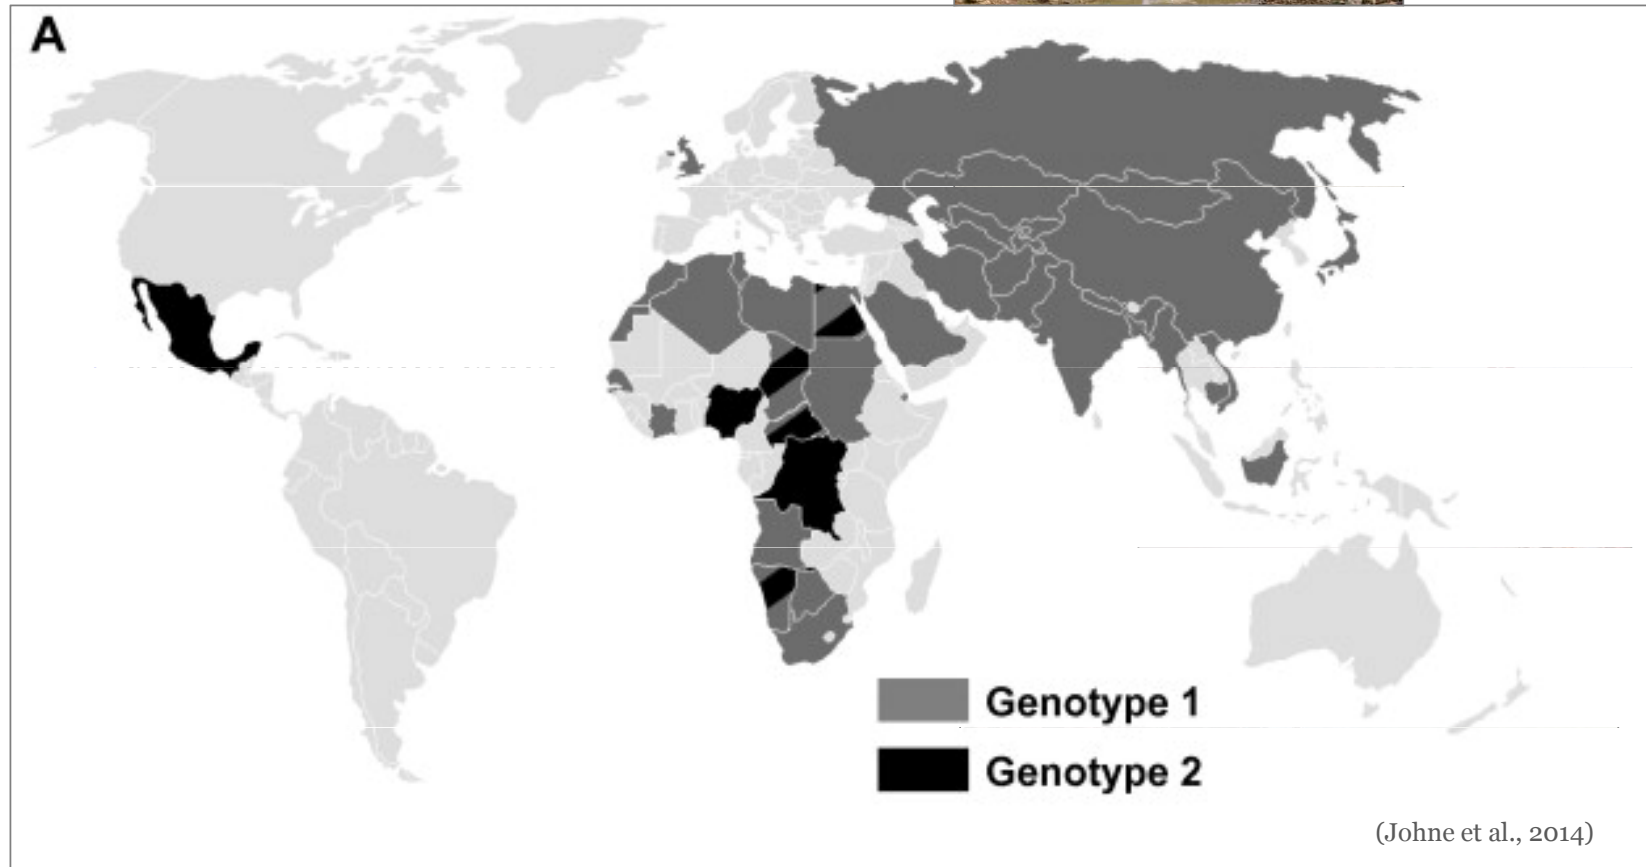 A
Genotype 1
Genotype 2
(Johne et al., 2014)